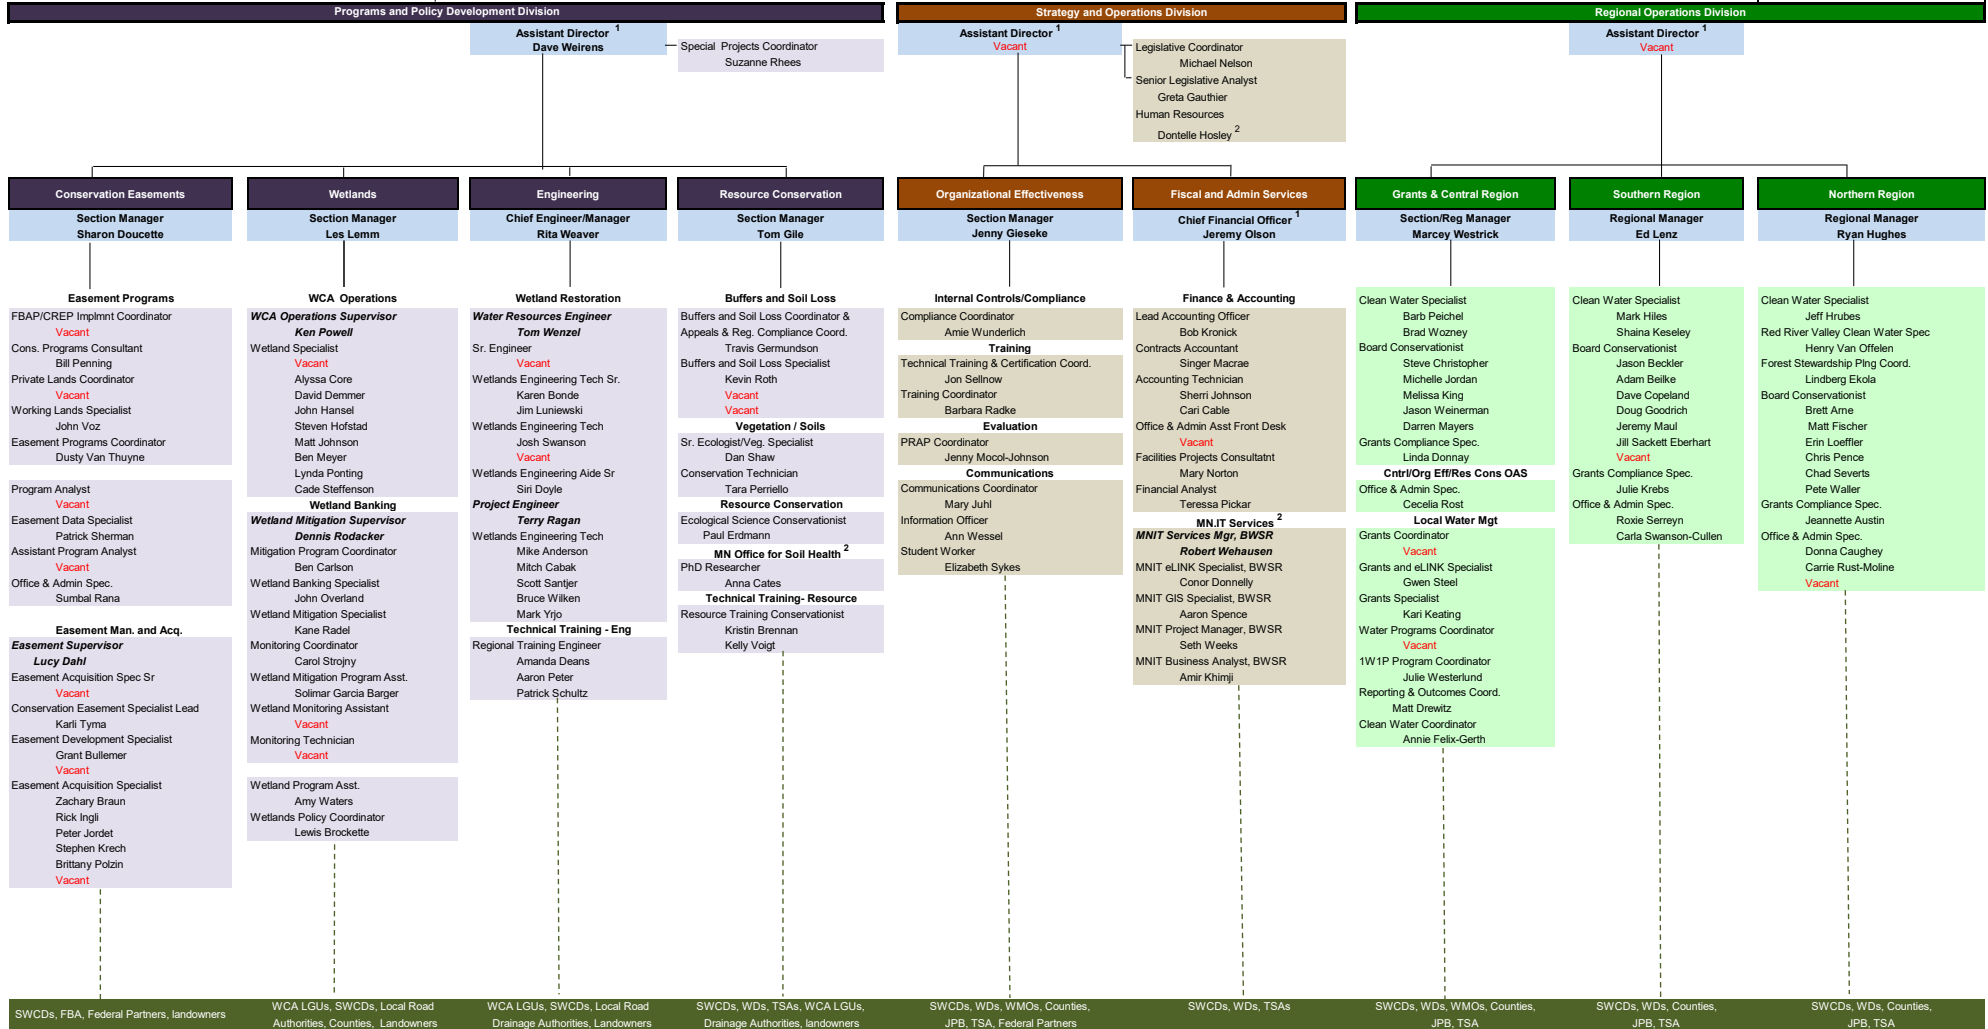 Programs and Policy Development Division
Assistant Director 1
Dave Weirens
Special Projects Coordinator
Suzanne Rhees
Strategy and Operations Division
Assistant Director 1
Vacant
Legislative Coordinator
Michael Nelson
Senior Legislative Analyst
Greta Gauthier
Human Resources
Dontelle Hosley 2
Regional Operations Division
Assistant Director 1
Vacant
Conservation Easements
Section Manager
Sharon Doucette
Easement Programs
FBAP/CREP Implmnt Coordinator
Vacant
Cons. Programs Consultant
Bill Penning
Private Lands Coordinator
Vacant
Working Lands Specialist
John Voz
Easement Programs Coordinator
Dusty Van Thuyne
Program Analyst
Vacant
Easement Data Specialist
Patrick Sherman
Assistant Program Analyst
Vacant
Office & Admin Spec.
Sumbal Rana
Easement Man. and Acq.
Easement Supervisor
Lucy Dahl
Easement Acquisition Spec Sr
Vacant
Conservation Easement Specialist Lead
Karli Tyma
Easement Development Specialist
Grant Bullemer
Vacant
Easement Acquisition Specialist
Zachary Braun
Rick Ingli
Peter Jordet
Stephen Krech
Brittany Polzin
Vacant
SWCDs, FBA, Federal Partners, landowners
Wetlands
Section Manager
Les Lemm
WCA Operations
WCA Operations Supervisor
Ken Powell
Wetland Specialist
Vacant
Alyssa Core
David Demmer
John Hansel
Steven Hofstad
Matt Johnson
Ben Meyer
Lynda Ponting
Cade Steffenson
Wetland Banking
Wetland Mitigation Supervisor
Dennis Rodacker
Mitigation Program Coordinator
Ben Carlson
Wetland Banking Specialist
John Overland
Wetland Mitigation Specialist
Kane Radel
Monitoring Coordinator
Carol Strojny
Wetland Mitigation Program Asst.
Solimar Garcia Barger
Wetland Monitoring Assistant
Vacant
Monitoring Technician
Vacant
Wetland Program Asst.
Amy Waters
Wetlands Policy Coordinator
Lewis Brockette
WCA LGUs, SWCDs, Local Road
Authorities, Counties, Landowners
Engineering
Chief Engineer/Manager
Rita Weaver
Wetland Restoration
Water Resources Engineer
Tom Wenzel
Sr. Engineer
Vacant
Wetlands Engineering Tech Sr.
Karen Bonde
Jim Luniewski
Wetlands Engineering Tech
Josh Swanson
Vacant
Wetlands Engineering Aide Sr
Siri Doyle
Project Engineer
Terry Ragan
Wetlands Engineering Tech
Mike Anderson
Mitch Cabak
Scott Santjer
Bruce Wilken
Mark Yrjo
Technical Training - Eng
Regional Training Engineer
Amanda Deans
Aaron Peter
Patrick Schultz
WCA LGUs, SWCDs, Local Road
Drainage Authorities, Landowners
Resource Conservation
Section Manager
Tom Gile
Buffers and Soil Loss
Buffers and Soil Loss Coordinator &
Appeals & Reg. Compliance Coord.
Travis Germundson
Buffers and Soil Loss Specialist
Kevin Roth
Vacant
Vacant
Vegetation / Soils
Sr. Ecologist/Veg. Specialist
Dan Shaw
Conservation Technician
Tara Perriello
Resource Conservation
Ecological Science Conservationist
Paul Erdmann
MN Office for Soil Health 2
PhD Researcher
Anna Cates
Technical Training- Resource
Resource Training Conservationist
Kristin Brennan
Kelly Voigt
SWCDs, WDs, TSAs, WCA LGUs,
Drainage Authorities, landowners
Organizational Effectiveness
Section Manager
Jenny Gieseke
Internal Controls/Compliance
Compliance Coordinator
Amie Wunderlich
Training
Technical Training & Certification Coord.
Jon Sellnow
Training Coordinator
Barbara Radke
Evaluation
PRAP Coordinator
Jenny Mocol-Johnson
Communications
Communications Coordinator
Mary Juhl
Information Officer
Ann Wessel
Student Worker
Elizabeth Sykes
SWCDs, WDs, WMOs, Counties,
JPB, TSA, Federal Partners
Fiscal and Admin Services
Chief Financial Officer 1
Jeremy Olson
Finance & Accounting
Lead Accounting Officer
Bob Kronick
Contracts Accountant
Singer Macrae
Accounting Technician
Sherri Johnson
Cari Cable
Office & Admin Asst Front Desk
Vacant
Facilities Projects Consultatnt
Mary Norton
Financial Analyst
Teressa Pickar
MN.IT Services 2
MNIT Services Mgr, BWSR
Robert Wehausen
MNIT eLINK Specialist, BWSR
Conor Donnelly
MNIT GIS Specialist, BWSR
Aaron Spence
MNIT Project Manager, BWSR
Seth Weeks
MNIT Business Analyst, BWSR
Amir Khimji
SWCDs, WDs, TSAs
Grants & Central Region
Section/Reg Manager
Marcey Westrick
Clean Water Specialist
Barb Peichel
Brad Wozney
Board Conservationist
Steve Christopher
Michelle Jordan
Melissa King
Jason Weinerman
Darren Mayers
Grants Compliance Spec.
Linda Donnay
Cntrl/Org Eff/Res Cons OAS
Office & Admin Spec.
Cecelia Rost
Local Water Mgt
Grants Coordinator
Vacant
Grants and eLINK Specialist
Gwen Steel
Grants Specialist
Kari Keating
Water Programs Coordinator
Vacant
1W1P Program Coordinator
Julie Westerlund
Reporting & Outcomes Coord.
Matt Drewitz
Clean Water Coordinator
Annie Felix-Gerth
SWCDs, WDs, WMOs, Counties,
JPB, TSA
Southern Region
Regional Manager
Ed Lenz
Clean Water Specialist
Mark Hiles
Shaina Keseley
Board Conservationist
Jason Beckler
Adam Beilke
Dave Copeland
Doug Goodrich
Jeremy Maul
Jill Sackett Eberhart
Vacant
Grants Compliance Spec.
Julie Krebs
Office & Admin Spec.
Roxie Serreyn
Carla Swanson-Cullen
SWCDs, WDs, Counties,
JPB, TSA
Northern Region
Regional Manager
Ryan Hughes
Clean Water Specialist
Jeff Hrubes
Red River Valley Clean Water Spec
Henry Van Offelen
Forest Stewardship Plng Coord.
Lindberg Ekola
Board Conservationist
Brett Arne
Matt Fischer
Erin Loeffler
Chris Pence
Chad Severts
Pete Waller
Grants Compliance Spec.
Jeannette Austin
Office & Admin Spec.
Donna Caughey
Carrie Rust-Moline
Vacant
SWCDs, WDs, Counties,
JPB, TSA